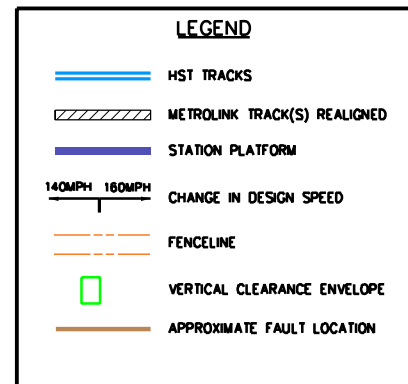 LEGEND
HST TRACKS
METROLINK TRACK(S) REALIGNED
STATION PLATFORM
140MPH 160MPH
CHANGE IN DESIGN SPEED
FENCELINE
VERTICAL CLEARANCE ENVELOPE
APPROXIMATE FAULT LOCATION